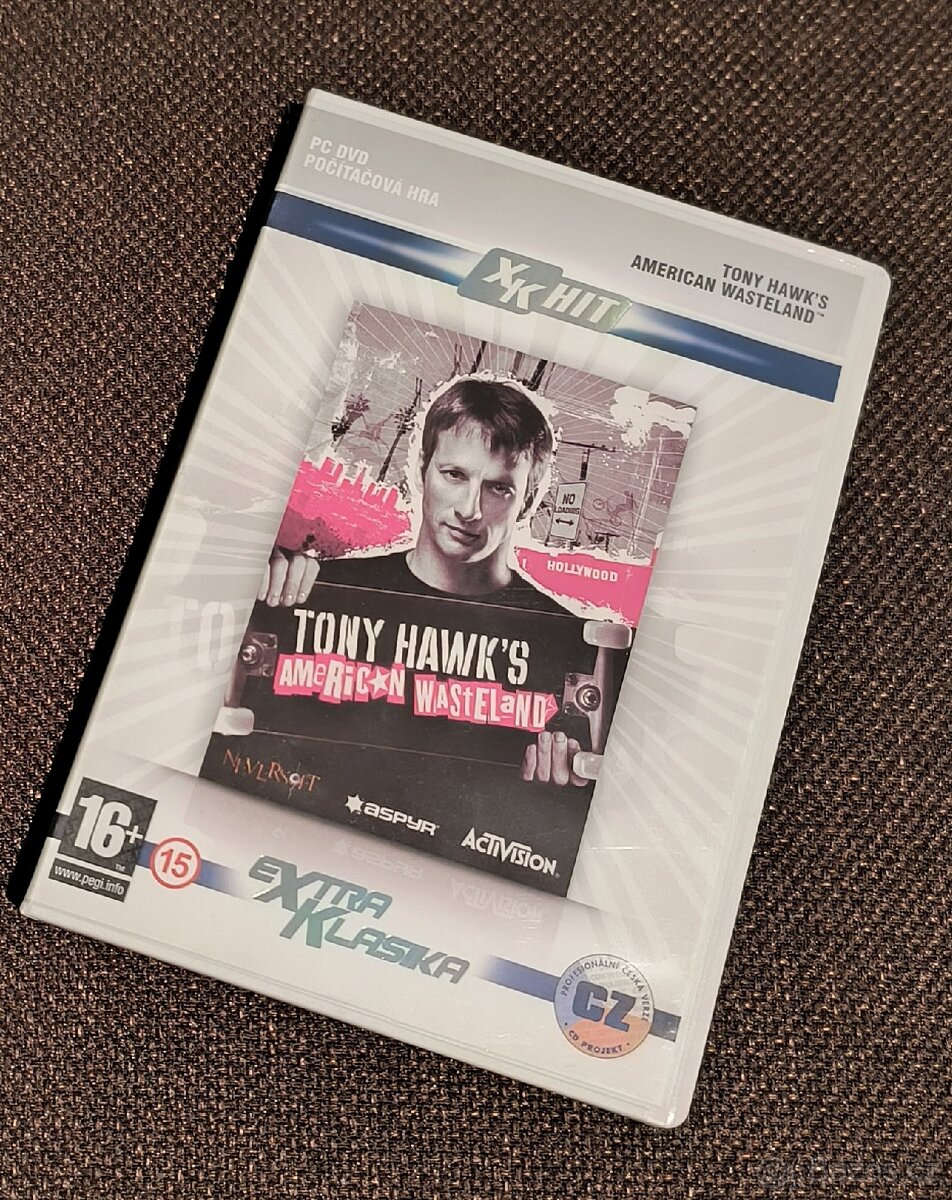 PC DVD
POČÍTAČOVÁ HRA
TONY HAWK'S
AMERICAN WASTELAND™
XK HIT
NO
LOADING
HOLLYWOOD
TONY HAWK'S
AMERICAN WASTELAND
NEVERSOFT
ASPYR
ACTIVISION.
16+
www.pegi.info
15
EXTRA
KLASIKA
PROFESIONÁLNÍ ČESKÁ VERZE
CZ
• CD PROJEKT •